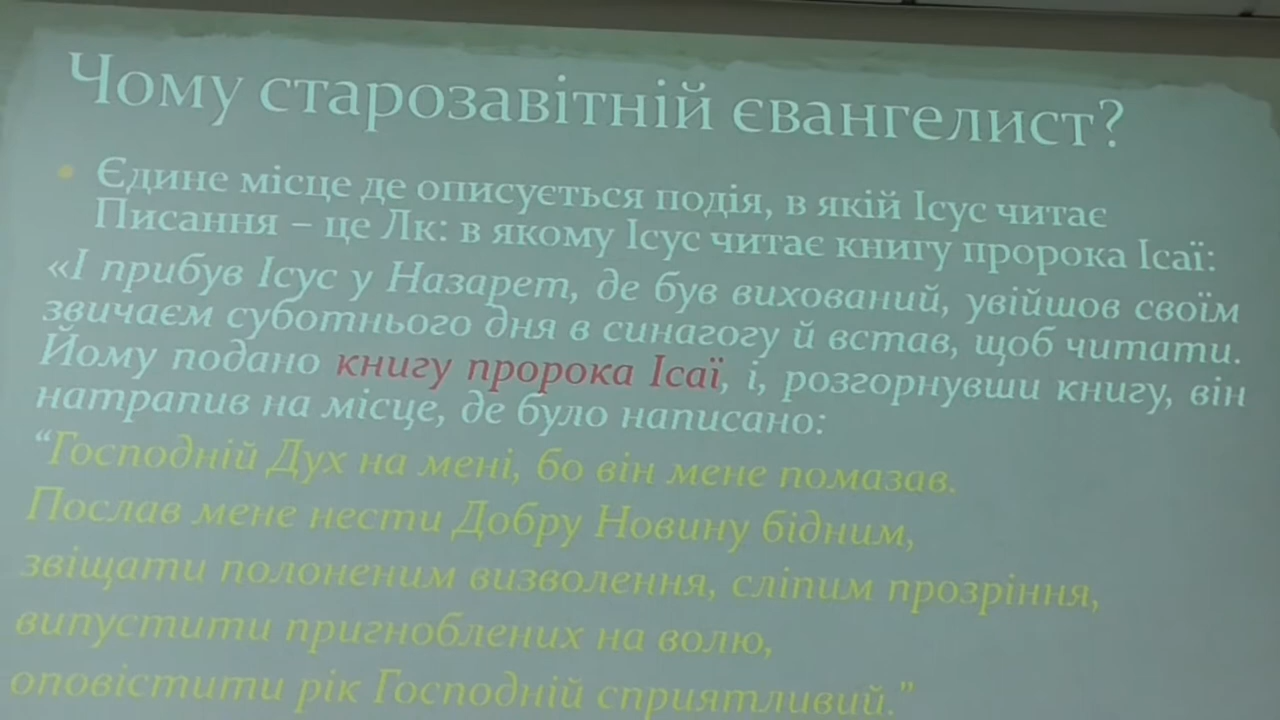 Чому старозавітній євангелист?
• Єдине місце де описується подія, в якій Ісус читає
Писання – це Лк: в якому Ісус читає книгу пророка Ісаї:
«І прибув Ісус у Назарет, де був вихований, увійшов своїм
звичаєм суботнього дня в синагогу й встав, щоб читати.
Йому подано книгу пророка Ісаї, і, розгорнувши книгу, він
натрапив на місце, де було написано:
“Господній Дух на мені, бо він мене помазав.
Послав мене нести Добру Новину бідним,
звіщати полоненим визволення, сліпим прозріння,
випустити пригноблених на волю,
оповістити рік Господній сприятливий.”